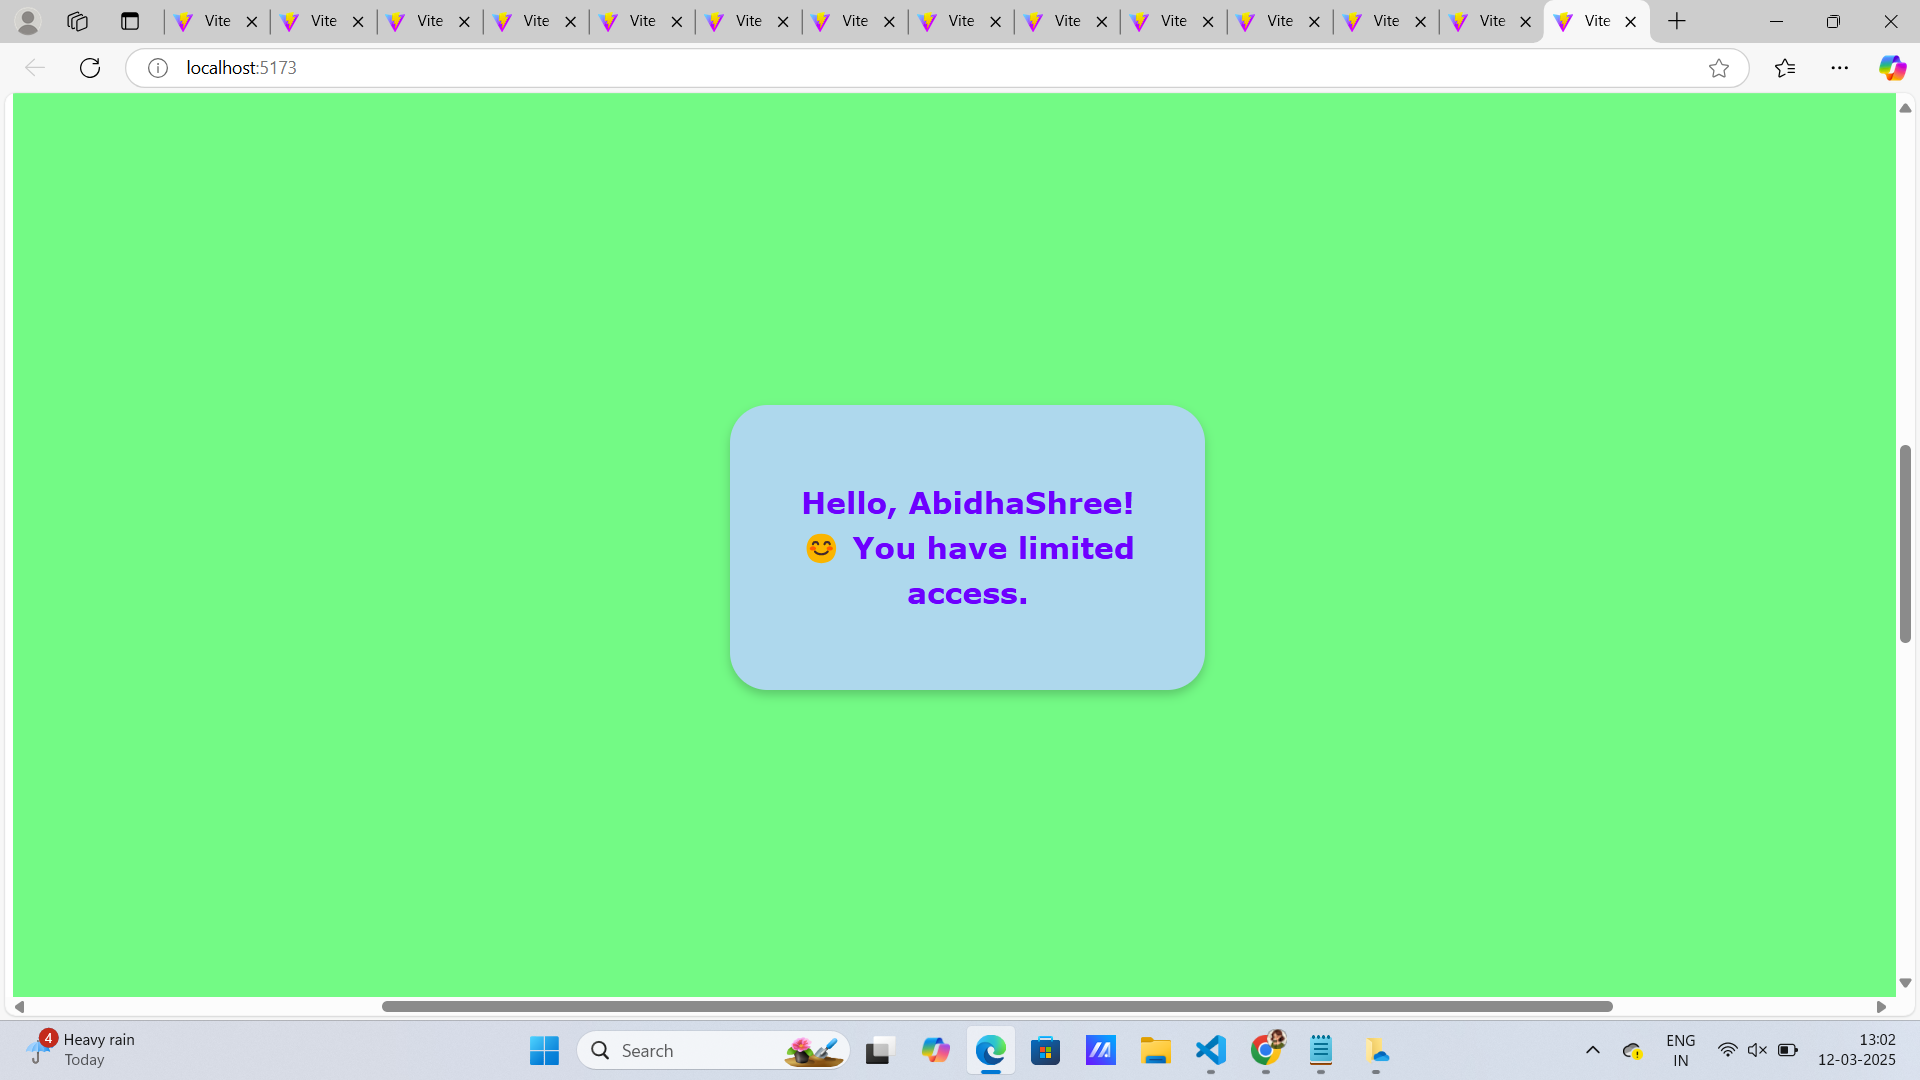 Vite Vite Vite Vite Vite Vite Vite Vite Vite Vite Vite Vite Vite Vite
localhost:5173
Hello, AbidhaShree!
😊 You have limited
access.
4 Heavy rain
Today
Search
ENG
IN
13:02
12-03-2025